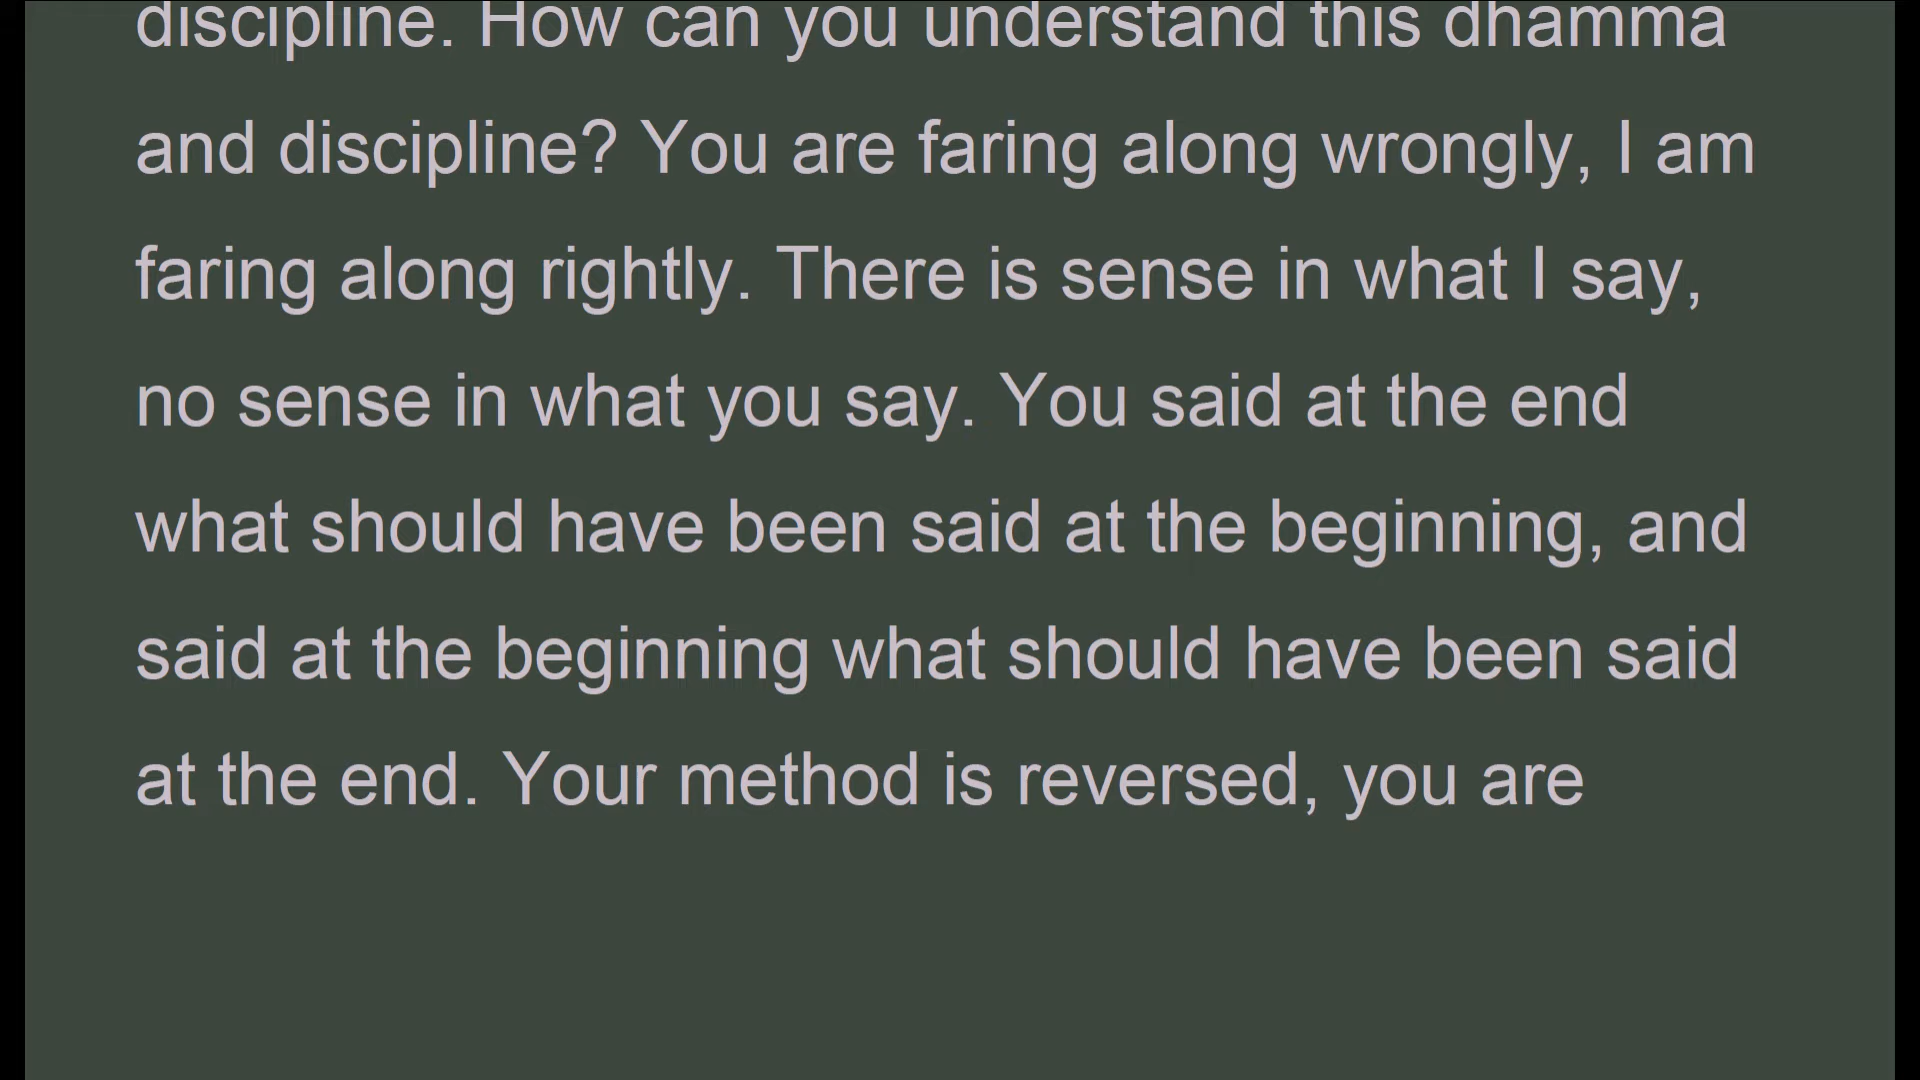 discipline. How can you understand this dhamma
and discipline? You are faring along wrongly, I am
faring along rightly. There is sense in what I say,
no sense in what you say. You said at the end
what should have been said at the beginning, and
said at the beginning what should have been said
at the end. Your method is reversed, you are